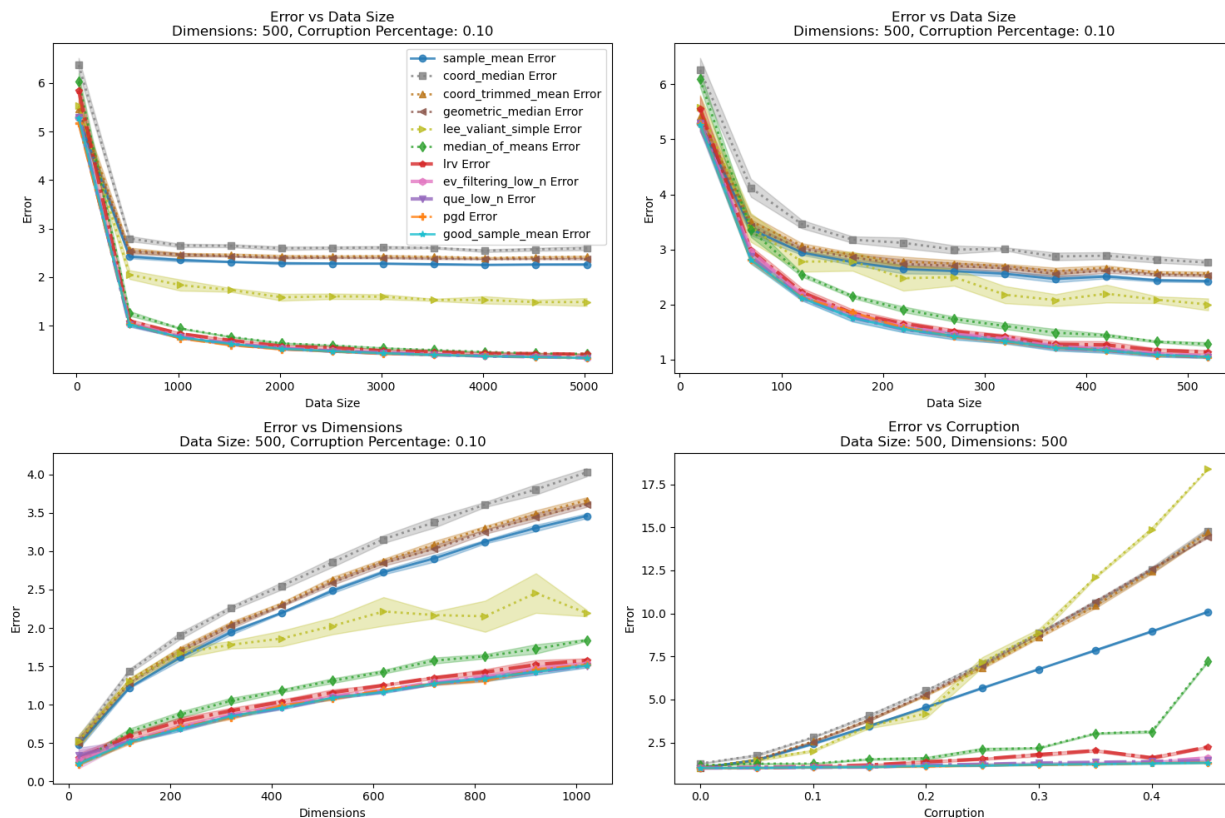 Error vs Data Size
Dimensions: 500, Corruption Percentage: 0.10
Error
6
5
4
3
2
1
sample_mean Error
coord_median Error
coord_trimmed_mean Error
geometric_median Error
lee_valiant_simple Error
median_of_means Error
lrv Error
ev_filtering_low_n Error
que_low_n Error
pgd Error
good_sample_mean Error
0 1000 2000 3000 4000 5000
Data Size
Error vs Data Size
Dimensions: 500, Corruption Percentage: 0.10
Error
6
5
4
3
2
1
0 100 200 300 400 500
Data Size
Error vs Dimensions
Data Size: 500, Corruption Percentage: 0.10
Error
4.0
3.5
3.0
2.5
2.0
1.5
1.0
0.5
0.0
0 200 400 600 800 1000
Dimensions
Error vs Corruption
Data Size: 500, Dimensions: 500
Error
17.5
15.0
12.5
10.0
7.5
5.0
2.5
0.0 0.1 0.2 0.3 0.4
Corruption